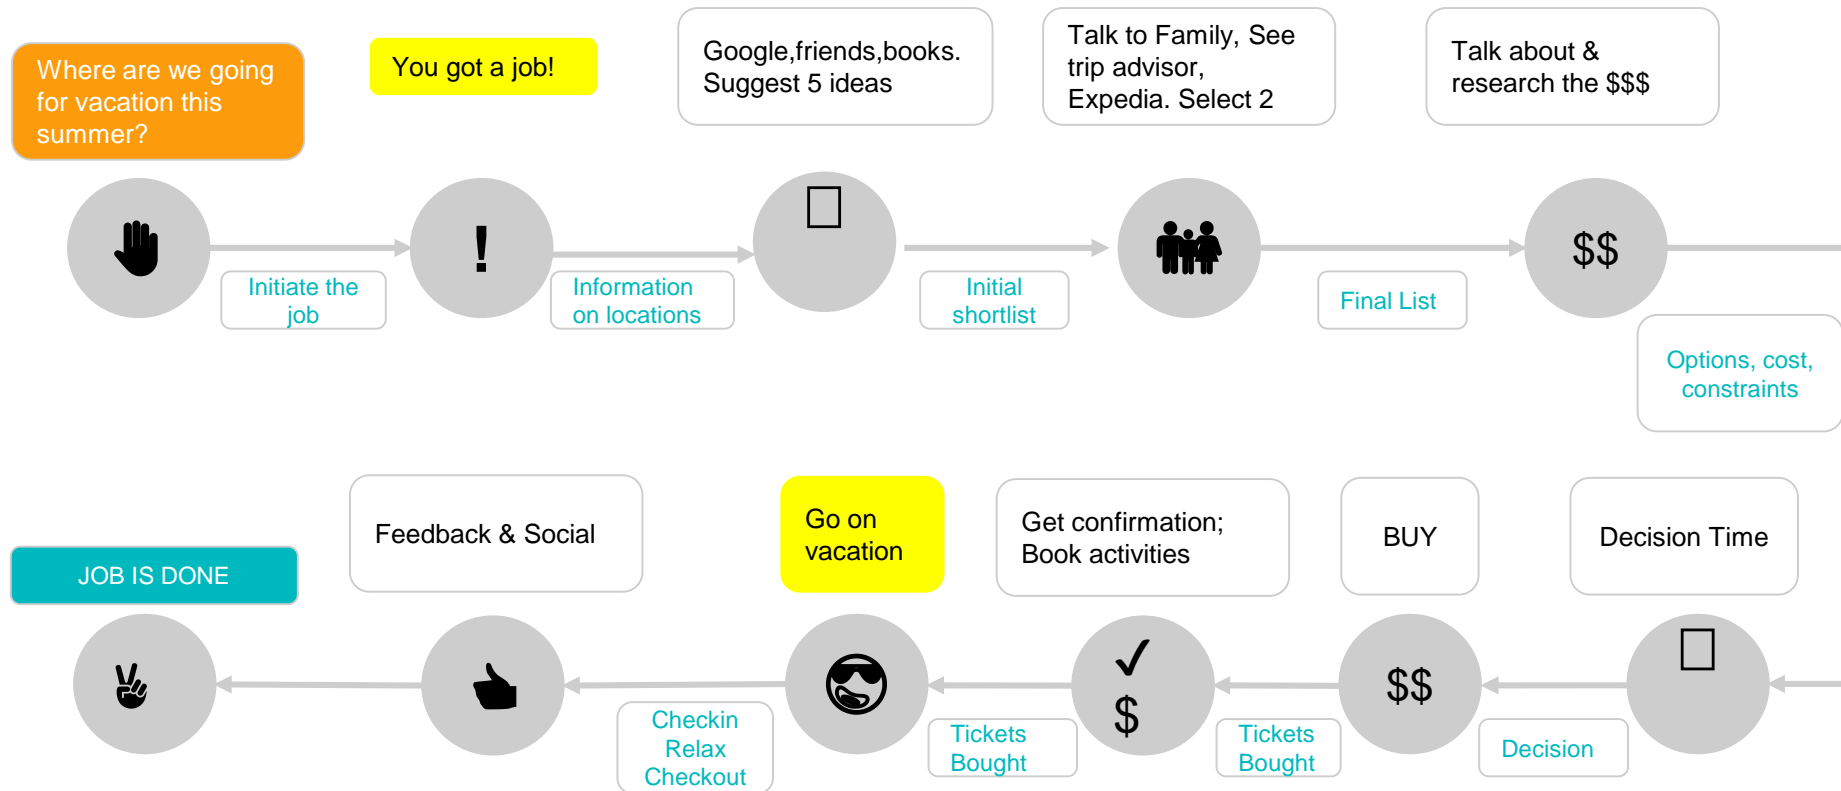 Where are we going
for vacation this
summer?
You got a job!
Google,friends,books.
Suggest 5 ideas
Talk to Family, See
trip advisor,
Expedia. Select 2
Talk about &
research the $$$
!
$$
Initiate the
job
Information
on locations
Initial
shortlist
Final List
Options, cost,
constraints
JOB IS DONE
Feedback & Social
Go on
vacation
Get confirmation;
Book activities
BUY
Decision Time
✓
$
$$
Checkin
Relax
Checkout
Tickets
Bought
Tickets
Bought
Decision